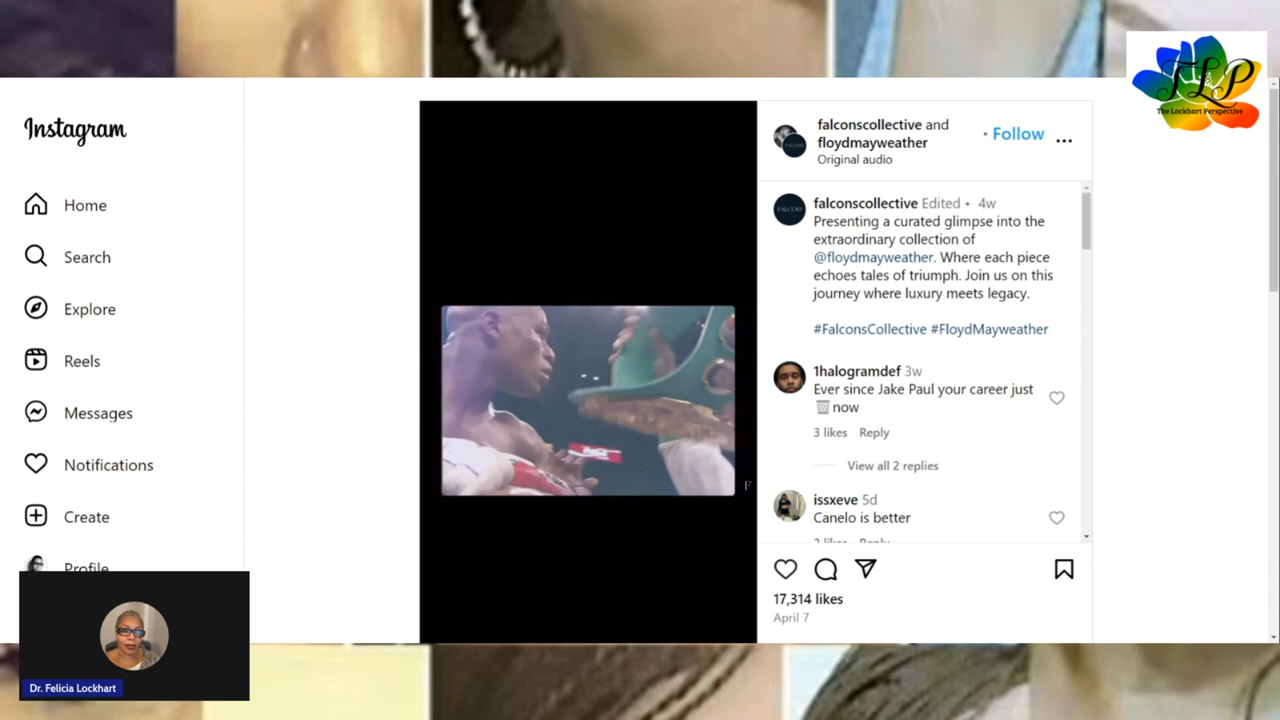 TLP
The Lockhart Perspective
Instagram
Home
Search
Explore
Reels
Messages
Notifications
Create
Profile
Dr. Felicia Lockhart
F
falconscollective and
floydmayweather
Original audio
• Follow
...
FALCONS
falconscollective Edited • 4w
Presenting a curated glimpse into the
extraordinary collection of
@floydmayweather. Where each piece
echoes tales of triumph. Join us on this
journey where luxury meets legacy.
#FalconsCollective #FloydMayweather
1halogramdef 3w
Ever since Jake Paul your career just
🗑️now
3 likes Reply
View all 2 replies
issxeve 5d
Canelo is better
17,314 likes
April 7